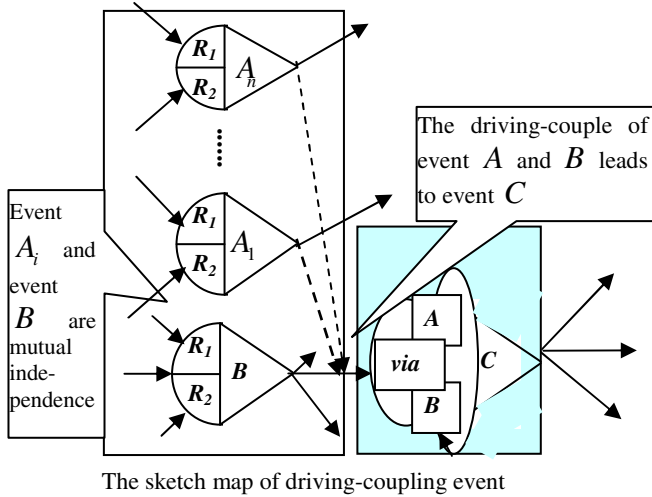 R1
R2
An
......
The driving-couple of
event A and B leads
to event C
Event
Ai and
event
B are
mutual
inde-
pendence
R1
R2
A1
R1
R2
B
A
via
B
C
The sketch map of driving-coupling event